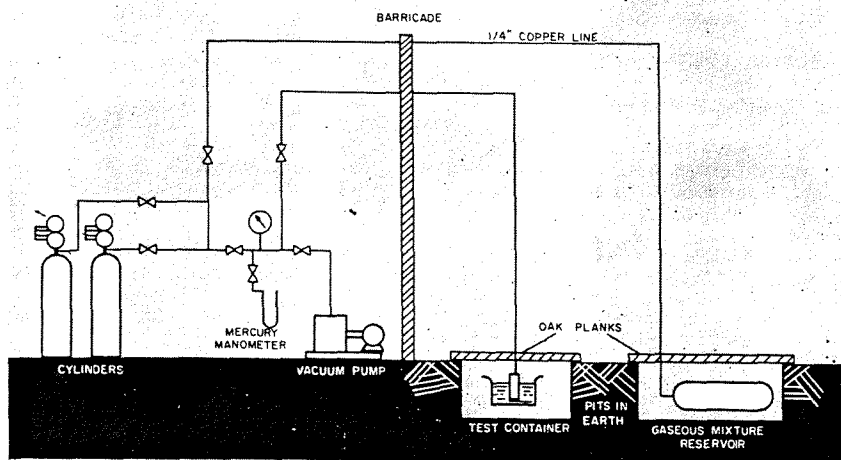 BARRICADE
1/4" COPPER LINE
MERCURY
MANOMETER
OAK PLANKS
CYLINDERS
VACUUM PUMP
TEST CONTAINER
PITS IN
EARTH
GASEOUS MIXTURE
RESERVOIR